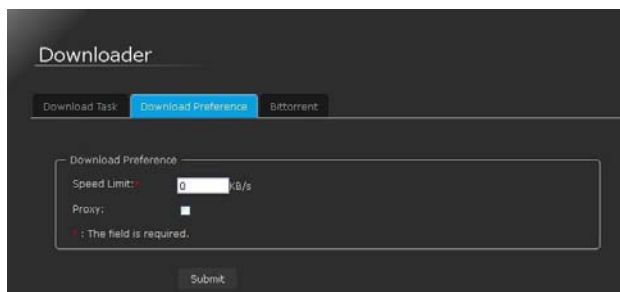 Downloader
Download Task Download Preference Bittorrent
Download Preference
Speed Limit:* 0 KB/s
Proxy:
* : The field is required.
Submit